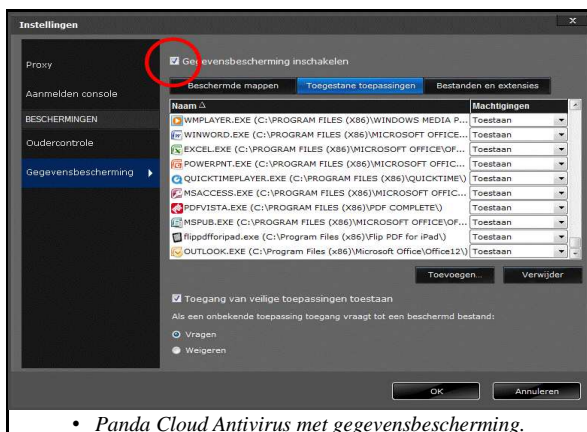 Instellingen
x
Proxy
Aanmelden console
BESCHERMINGEN
Oudercontrole
Gegevensbescherming
Gegevensbescherming inschakelen
Beschermde mappen Toegestane toepassingen Bestanden en extensies
Naam Machtigingen
WMPLAYER.EXE (C:\PROGRAM FILES (X86)\WINDOWS MEDIA P... Toestaan
WINWORD.EXE (C:\PROGRAM FILES (X86)\MICROSOFT OFFICE... Toestaan
EXCEL.EXE (C:\PROGRAM FILES (X86)\MICROSOFT OFFICE\OF... Toestaan
POWERPNT.EXE (C:\PROGRAM FILES (X86)\MICROSOFT OFFIC... Toestaan
QUICKTIMEPLAYER.EXE (C:\PROGRAM FILES (X86)\QUICKTIME\) Toestaan
MSACCESS.EXE (C:\PROGRAM FILES (X86)\MICROSOFT OFFIC... Toestaan
PDFVISTA.EXE (C:\PROGRAM FILES (X86)\PDF COMPLETE\) Toestaan
MSPUB.EXE (C:\PROGRAM FILES (X86)\MICROSOFT OFFICE\OF... Toestaan
flippdfforipad.exe (C:\Program Files (x86)\Flip PDF for iPad\) Toestaan
OUTLOOK.EXE (C:\Program Files (x86)\Microsoft Office\Office12\) Toestaan
Toevoegen... Verwijder
Toegang van veilige toepassingen toestaan
Als een onbekende toepassing toegang vraagt tot een beschermd bestand:
Vragen
Weigeren
OK Annuleren
• Panda Cloud Antivirus met gegevensbescherming.